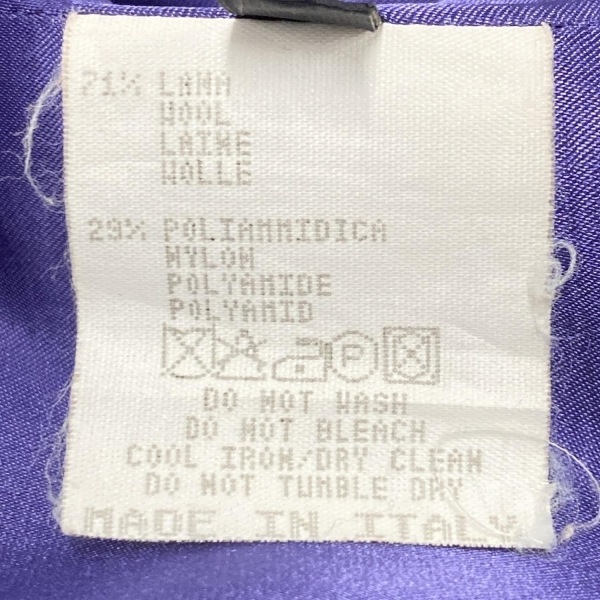 71% LANA
WOOL
LAINE
WOLLE
29% POLIAMMIDICA
NYLON
POLYAMIDE
POLYAMID
P
DO NOT WASH
DO NOT BLEACH
COOL IRON/DRY CLEAN
DO NOT TUMBLE DRY
MADE IN ITALY